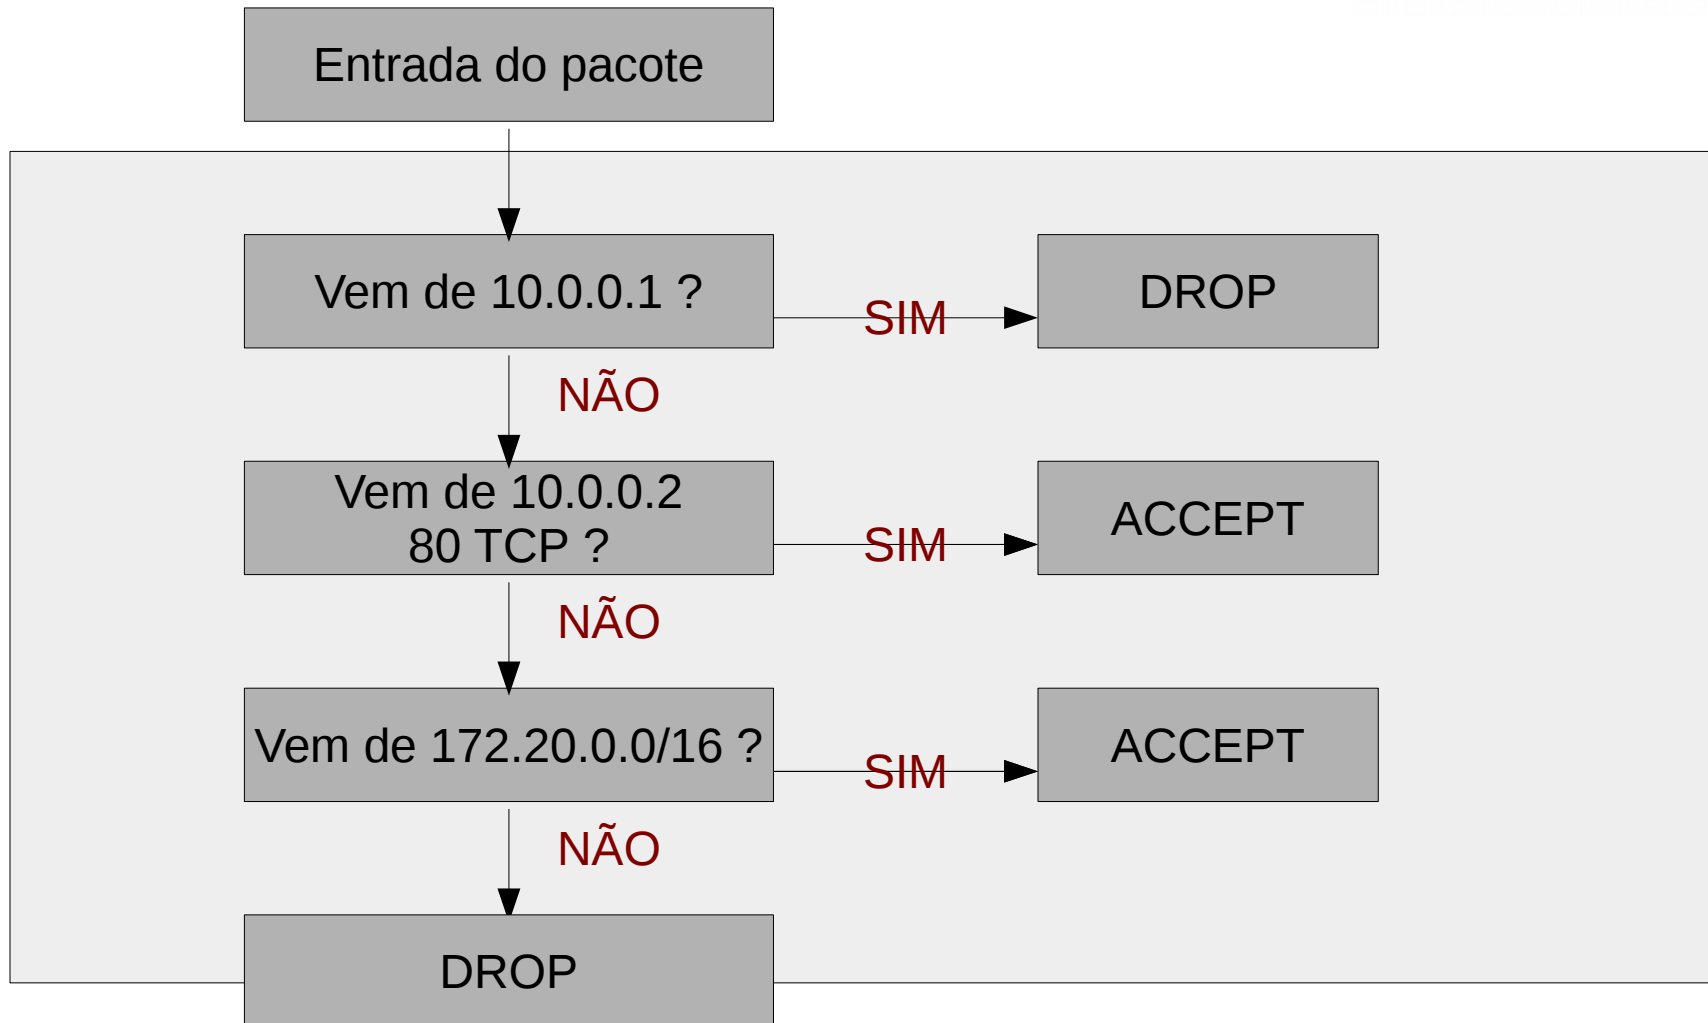 Entrada do pacote
Vem de 10.0.0.1 ?
SIM
DROP
NÃO
Vem de 10.0.0.2
80 TCP ?
SIM
ACCEPT
NÃO
Vem de 172.20.0.0/16 ?
SIM
ACCEPT
NÃO
DROP